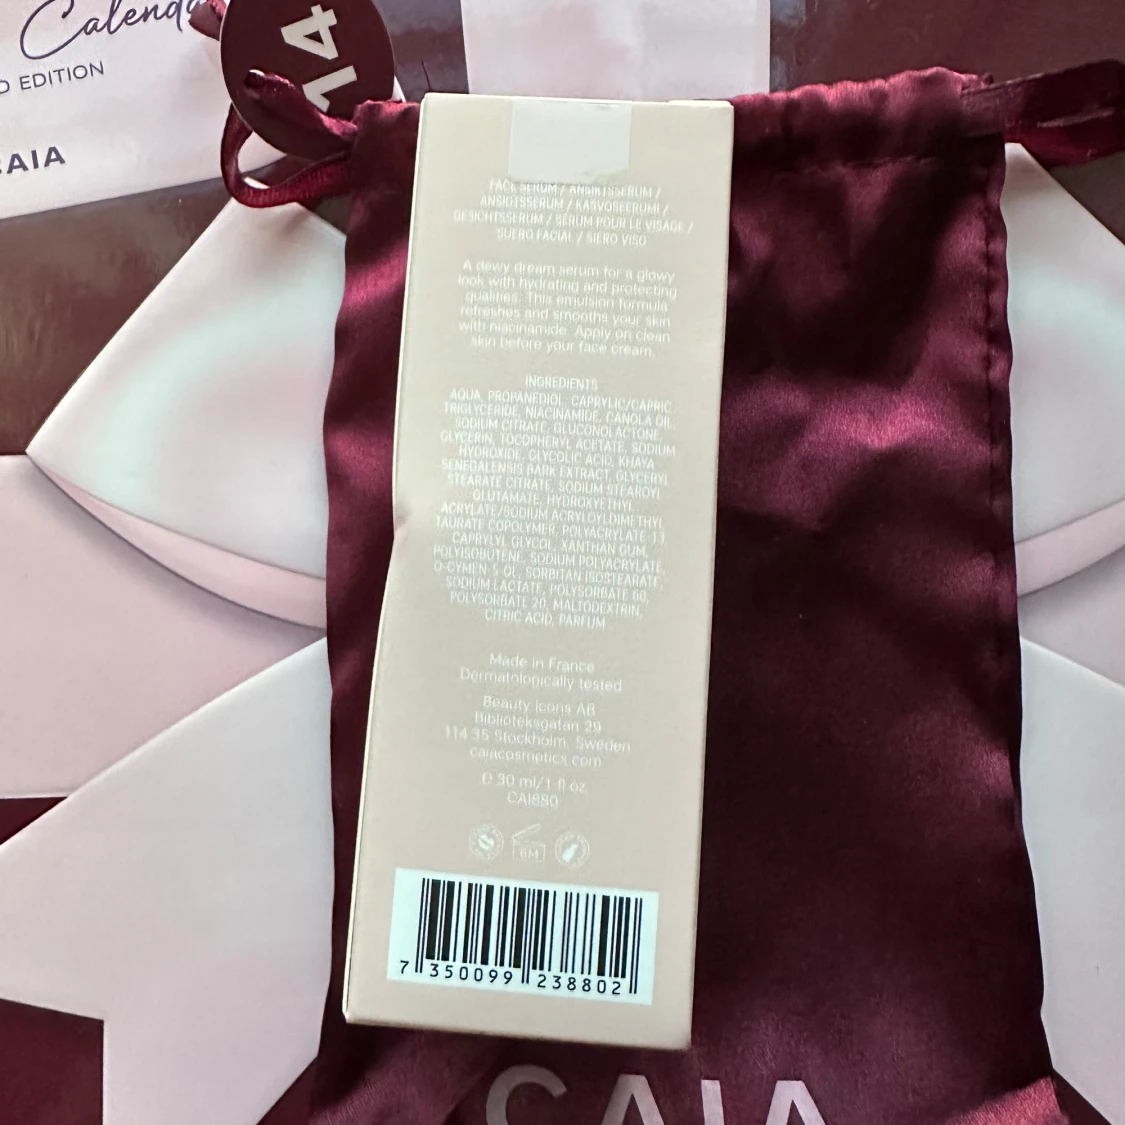 Calenda
D EDITION
CAIA
14
FACE SERUM / ANSIKTSSERUM /
ANSIGTSSERUM / KASVOSEERUMI /
GESICHTSSERUM / SÉRUM POUR LE VISAGE /
SUERO FACIAL / SIERO VISO
A dewy dream serum for a glowy
look with hydrating and protecting
qualities. This emulsion formula
refreshes and smooths your skin
with niacinamide. Apply on clean
skin before your face cream.
INGREDIENTS
AQUA, PROPANEDIOL, CAPRYLIC/CAPRIC
TRIGLYCERIDE, NIACINAMIDE, CANOLA OIL,
SODIUM CITRATE, GLUCONOLACTONE,
GLYCERIN, TOCOPHERYL ACETATE, SODIUM
HYDROXIDE, GLYCOLIC ACID, KHAYA
SENEGALENSIS BARK EXTRACT, GLYCERYL
STEARATE CITRATE, SODIUM STEAROYL
GLUTAMATE, HYDROXYETHYL
ACRYLATE/SODIUM ACRYLOYLDIMETHYL
TAURATE COPOLYMER, POLYACRYLATE-13,
CAPRYLYL GLYCOL, XANTHAN GUM,
POLYISOBUTENE, SODIUM POLYACRYLATE,
O-CYMEN-5-OL, SORBITAN ISOSTEARATE,
SODIUM LACTATE, POLYSORBATE 60,
POLYSORBATE 20, MALTODEXTRIN,
CITRIC ACID, PARFUM
Made in France
Dermatologically tested
Beauty Icons AB
Biblioteksgatan 29
114 35 Stockholm, Sweden
caiacosmetics.com
℮ 30 ml/1 fl oz
CAI880
6M
7 350099 238802
CAIA